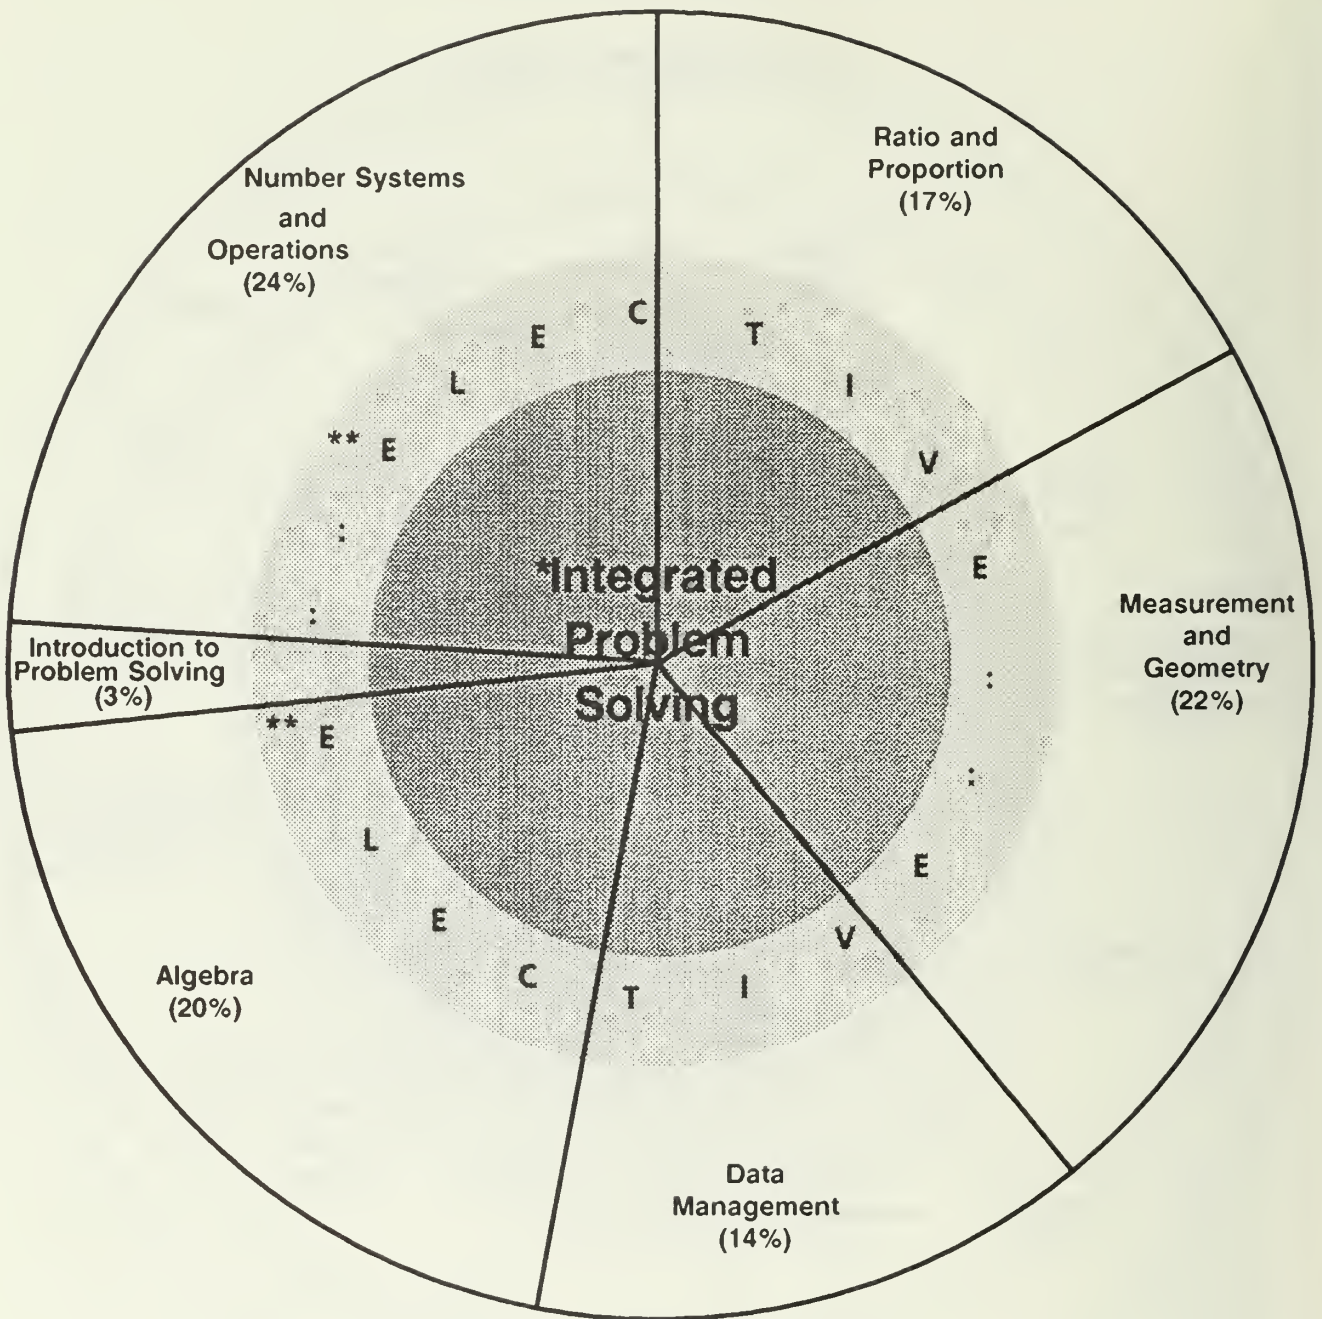 Ratio and
Proportion
(17%)
Number Systems
and
Operations
(24%)
** E L E C T I V E : :
*Integrated
Problem
Solving
Measurement
and
Geometry
(22%)
Introduction to
Problem Solving
(3%)
** E L E C T I V E : :
Algebra
(20%)
Data
Management
(14%)